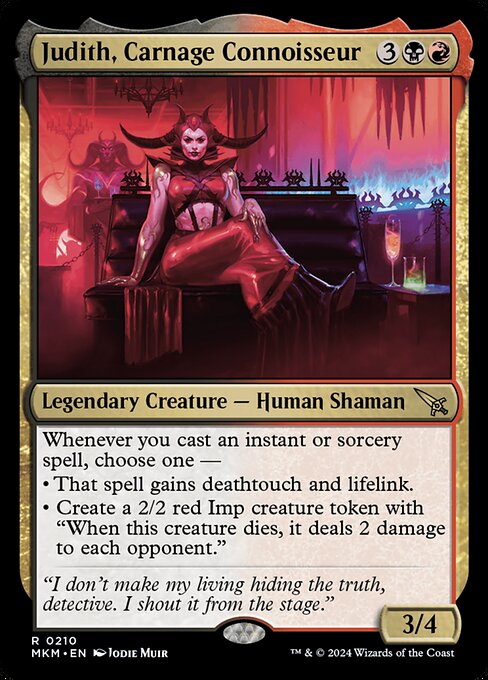 Judith, Carnage Connoisseur 3
Legendary Creature — Human Shaman
Whenever you cast an instant or sorcery
spell, choose one —
• That spell gains deathtouch and lifelink.
• Create a 2/2 red Imp creature token with
“When this creature dies, it deals 2 damage
to each opponent.”
“I don’t make my living hiding the truth,
detective. I shout it from the stage.”
3/4
R 0210
MKM • EN Jodie Muir
™ & © 2024 Wizards of the Coast